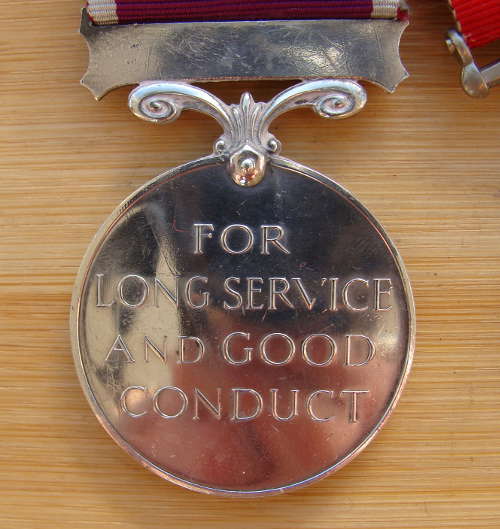 FOR
LONG SERVICE
AND GOOD
CONDUCT